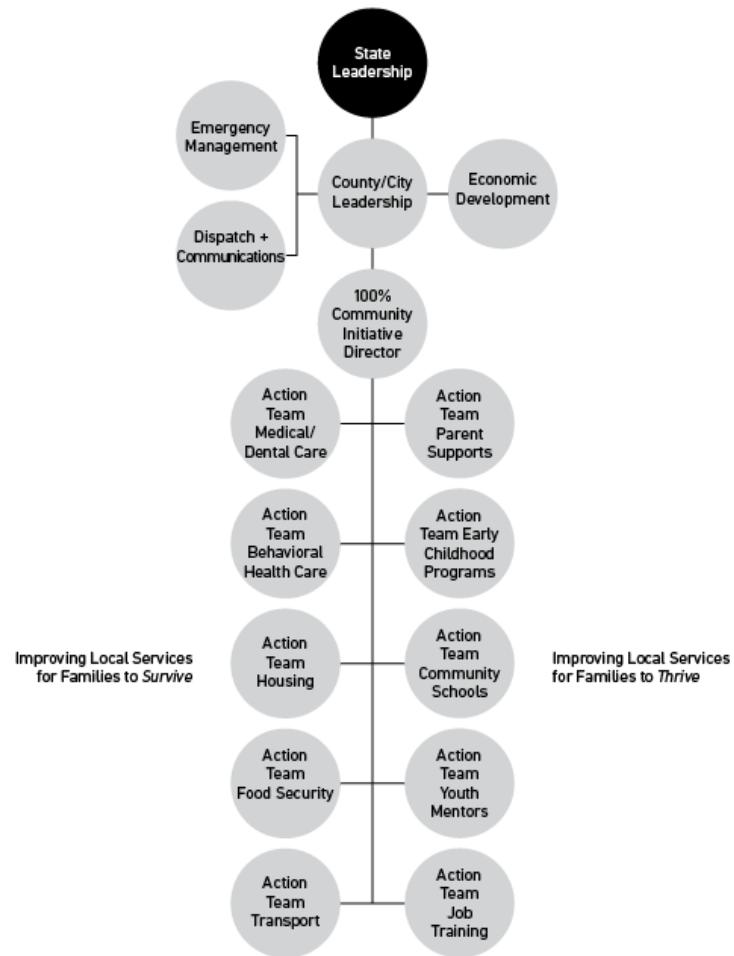 State
Leadership
Emergency
Management
County/City
Leadership
Economic
Development
Dispatch +
Communications
100%
Community
Initiative
Director
Action
Team
Medical/
Dental Care
Action
Team
Parent
Supports
Action
Team
Behavioral
Health Care
Action
Team Early
Childhood
Programs
Improving Local Services
for Families to Survive
Action
Team
Housing
Action
Team
Community
Schools
Improving Local Services
for Families to Thrive
Action
Team
Food Security
Action
Team
Youth
Mentors
Action
Team
Transport
Action
Team
Job
Training